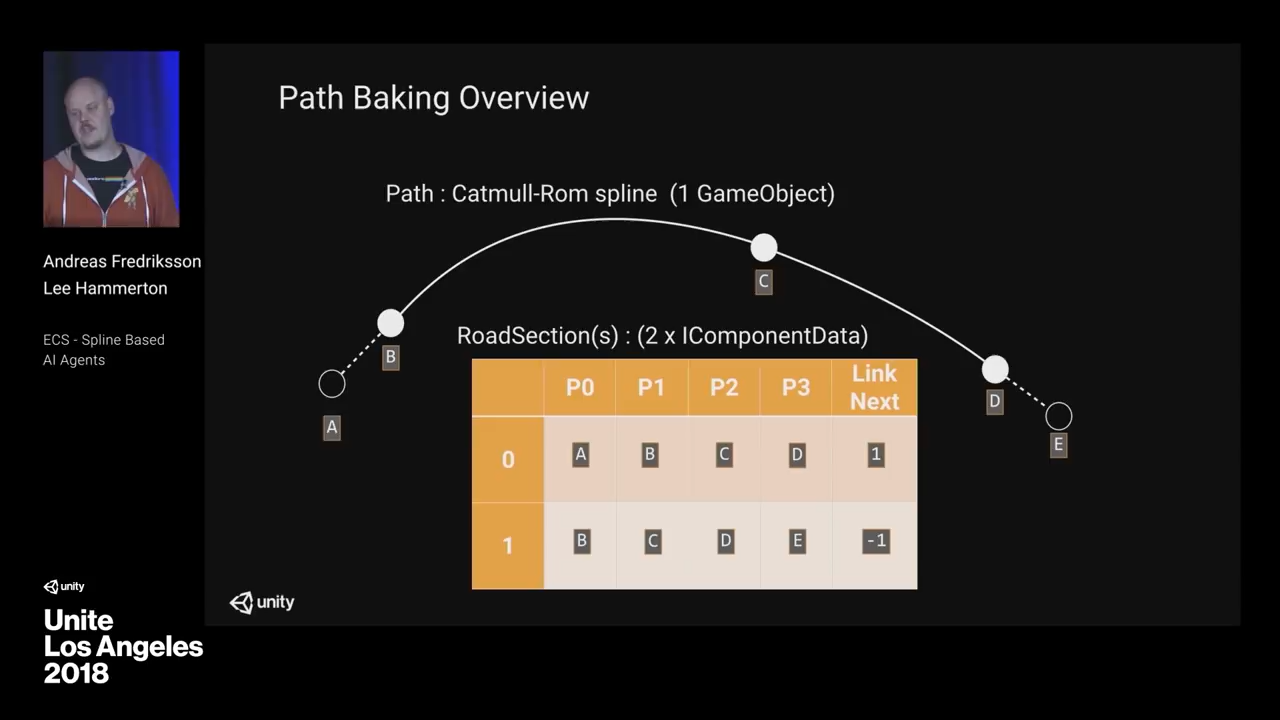 Path Baking Overview
Path : Catmull-Rom spline (1 GameObject)
C
B
RoadSection(s) : (2 x IComponentData)
A
D
E
P0 P1 P2 P3 Link Next
0 A B C D 1
1 B C D E -1
unity
Andreas Fredriksson
Lee Hammerton
ECS - Spline Based
AI Agents
unity
Unite
Los Angeles
2018